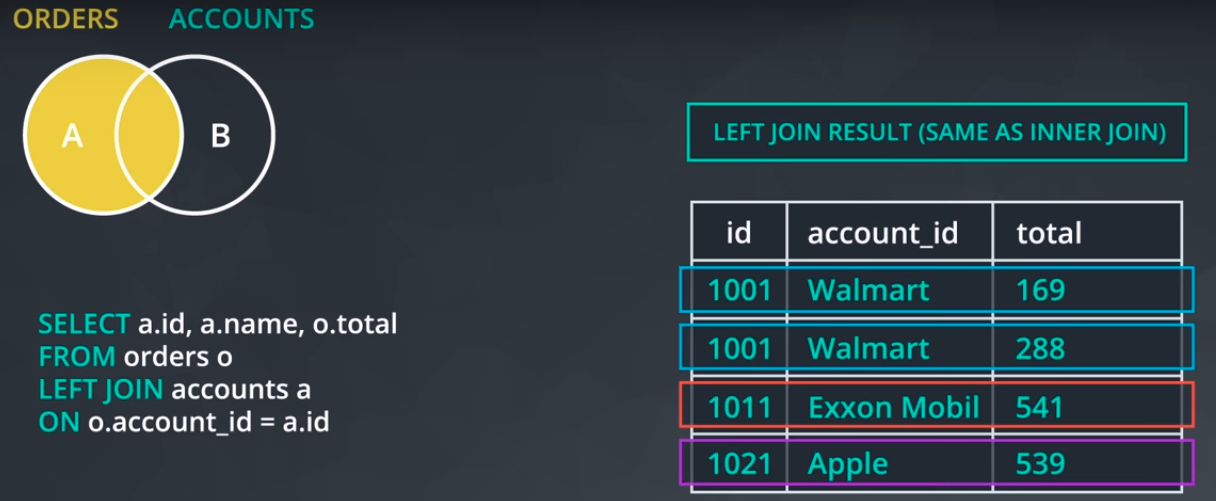 ORDERS ACCOUNTS
A B
LEFT JOIN RESULT (SAME AS INNER JOIN)
SELECT a.id, a.name, o.total
FROM orders o
LEFT JOIN accounts a
ON o.account_id = a.id
id account_id total
1001 Walmart 169
1001 Walmart 288
1011 Exxon Mobil 541
1021 Apple 539